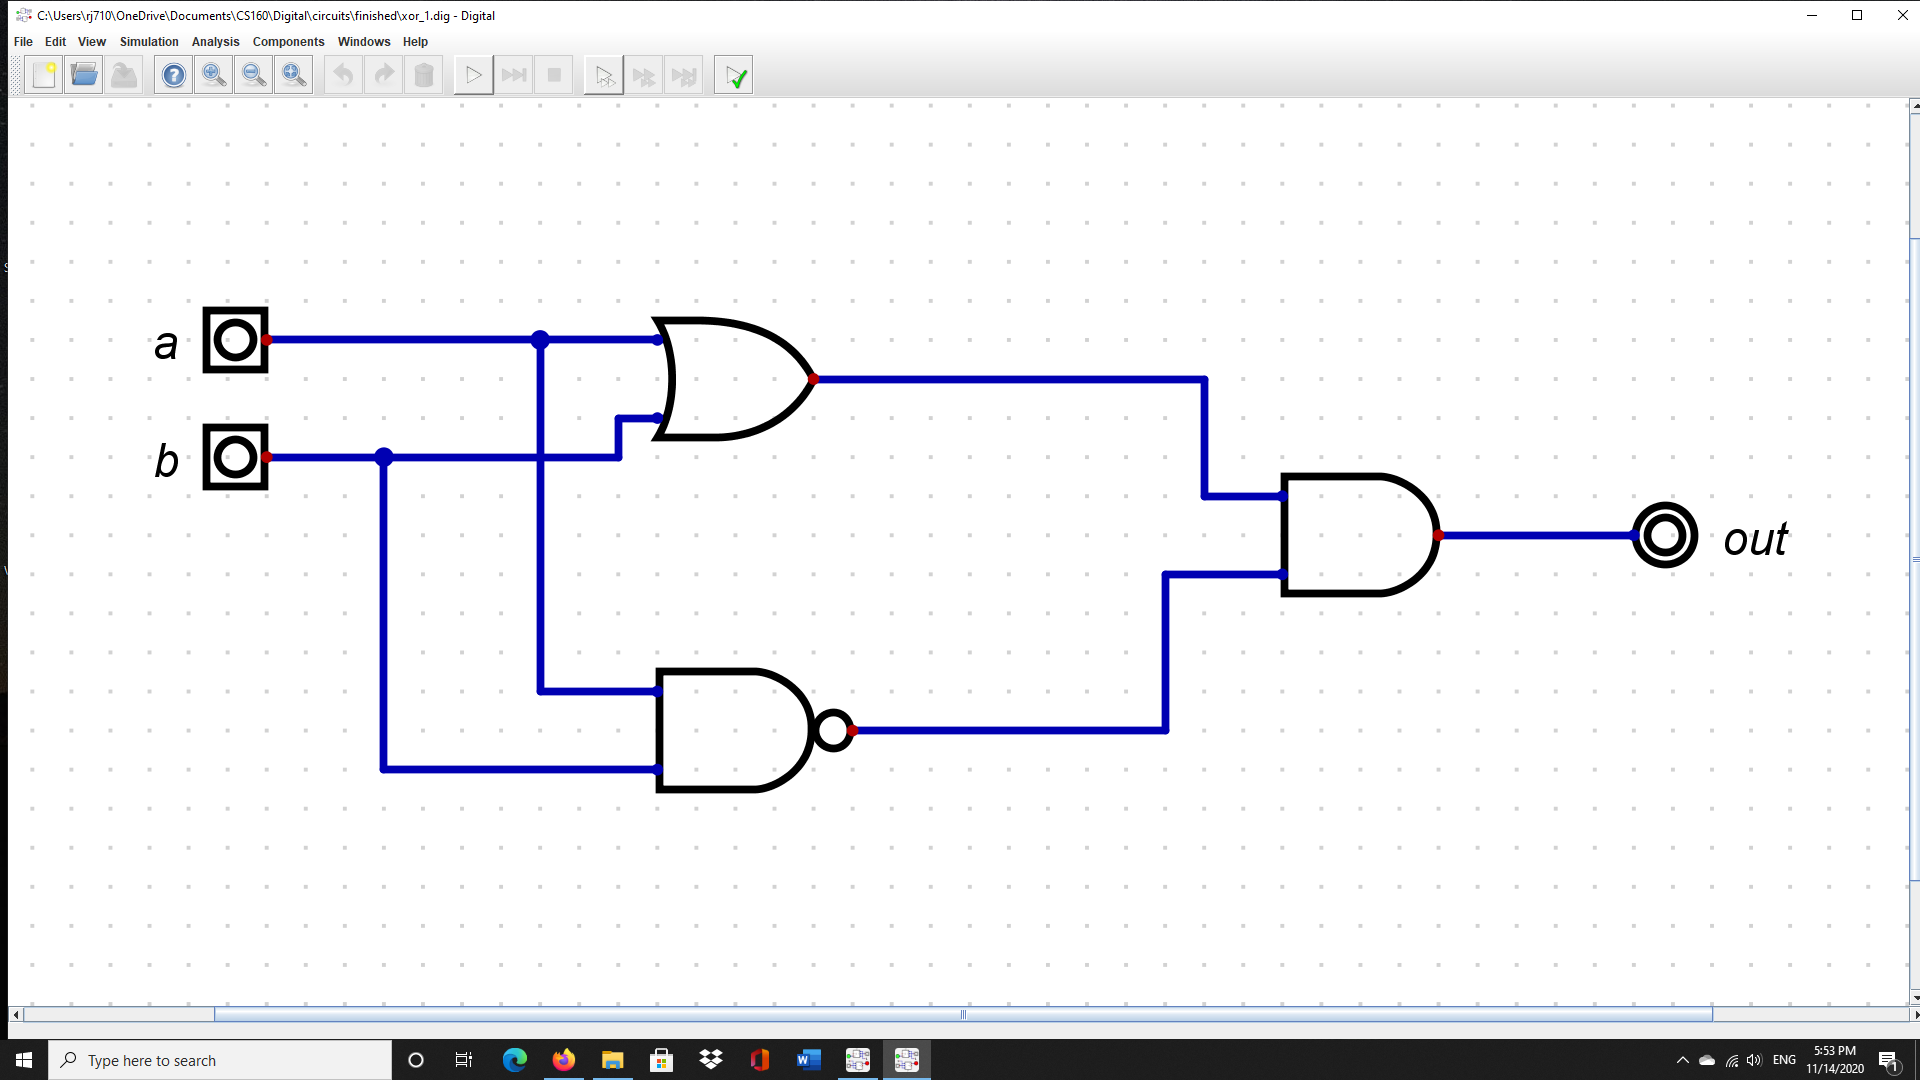 C:\Users\rj710\OneDrive\Documents\CS160\Digital\circuits\finished\xor_1.dig - Digital
File Edit View Simulation Analysis Components Windows Help
a
b
out
Type here to search
ENG
5:53 PM
11/14/2020
1